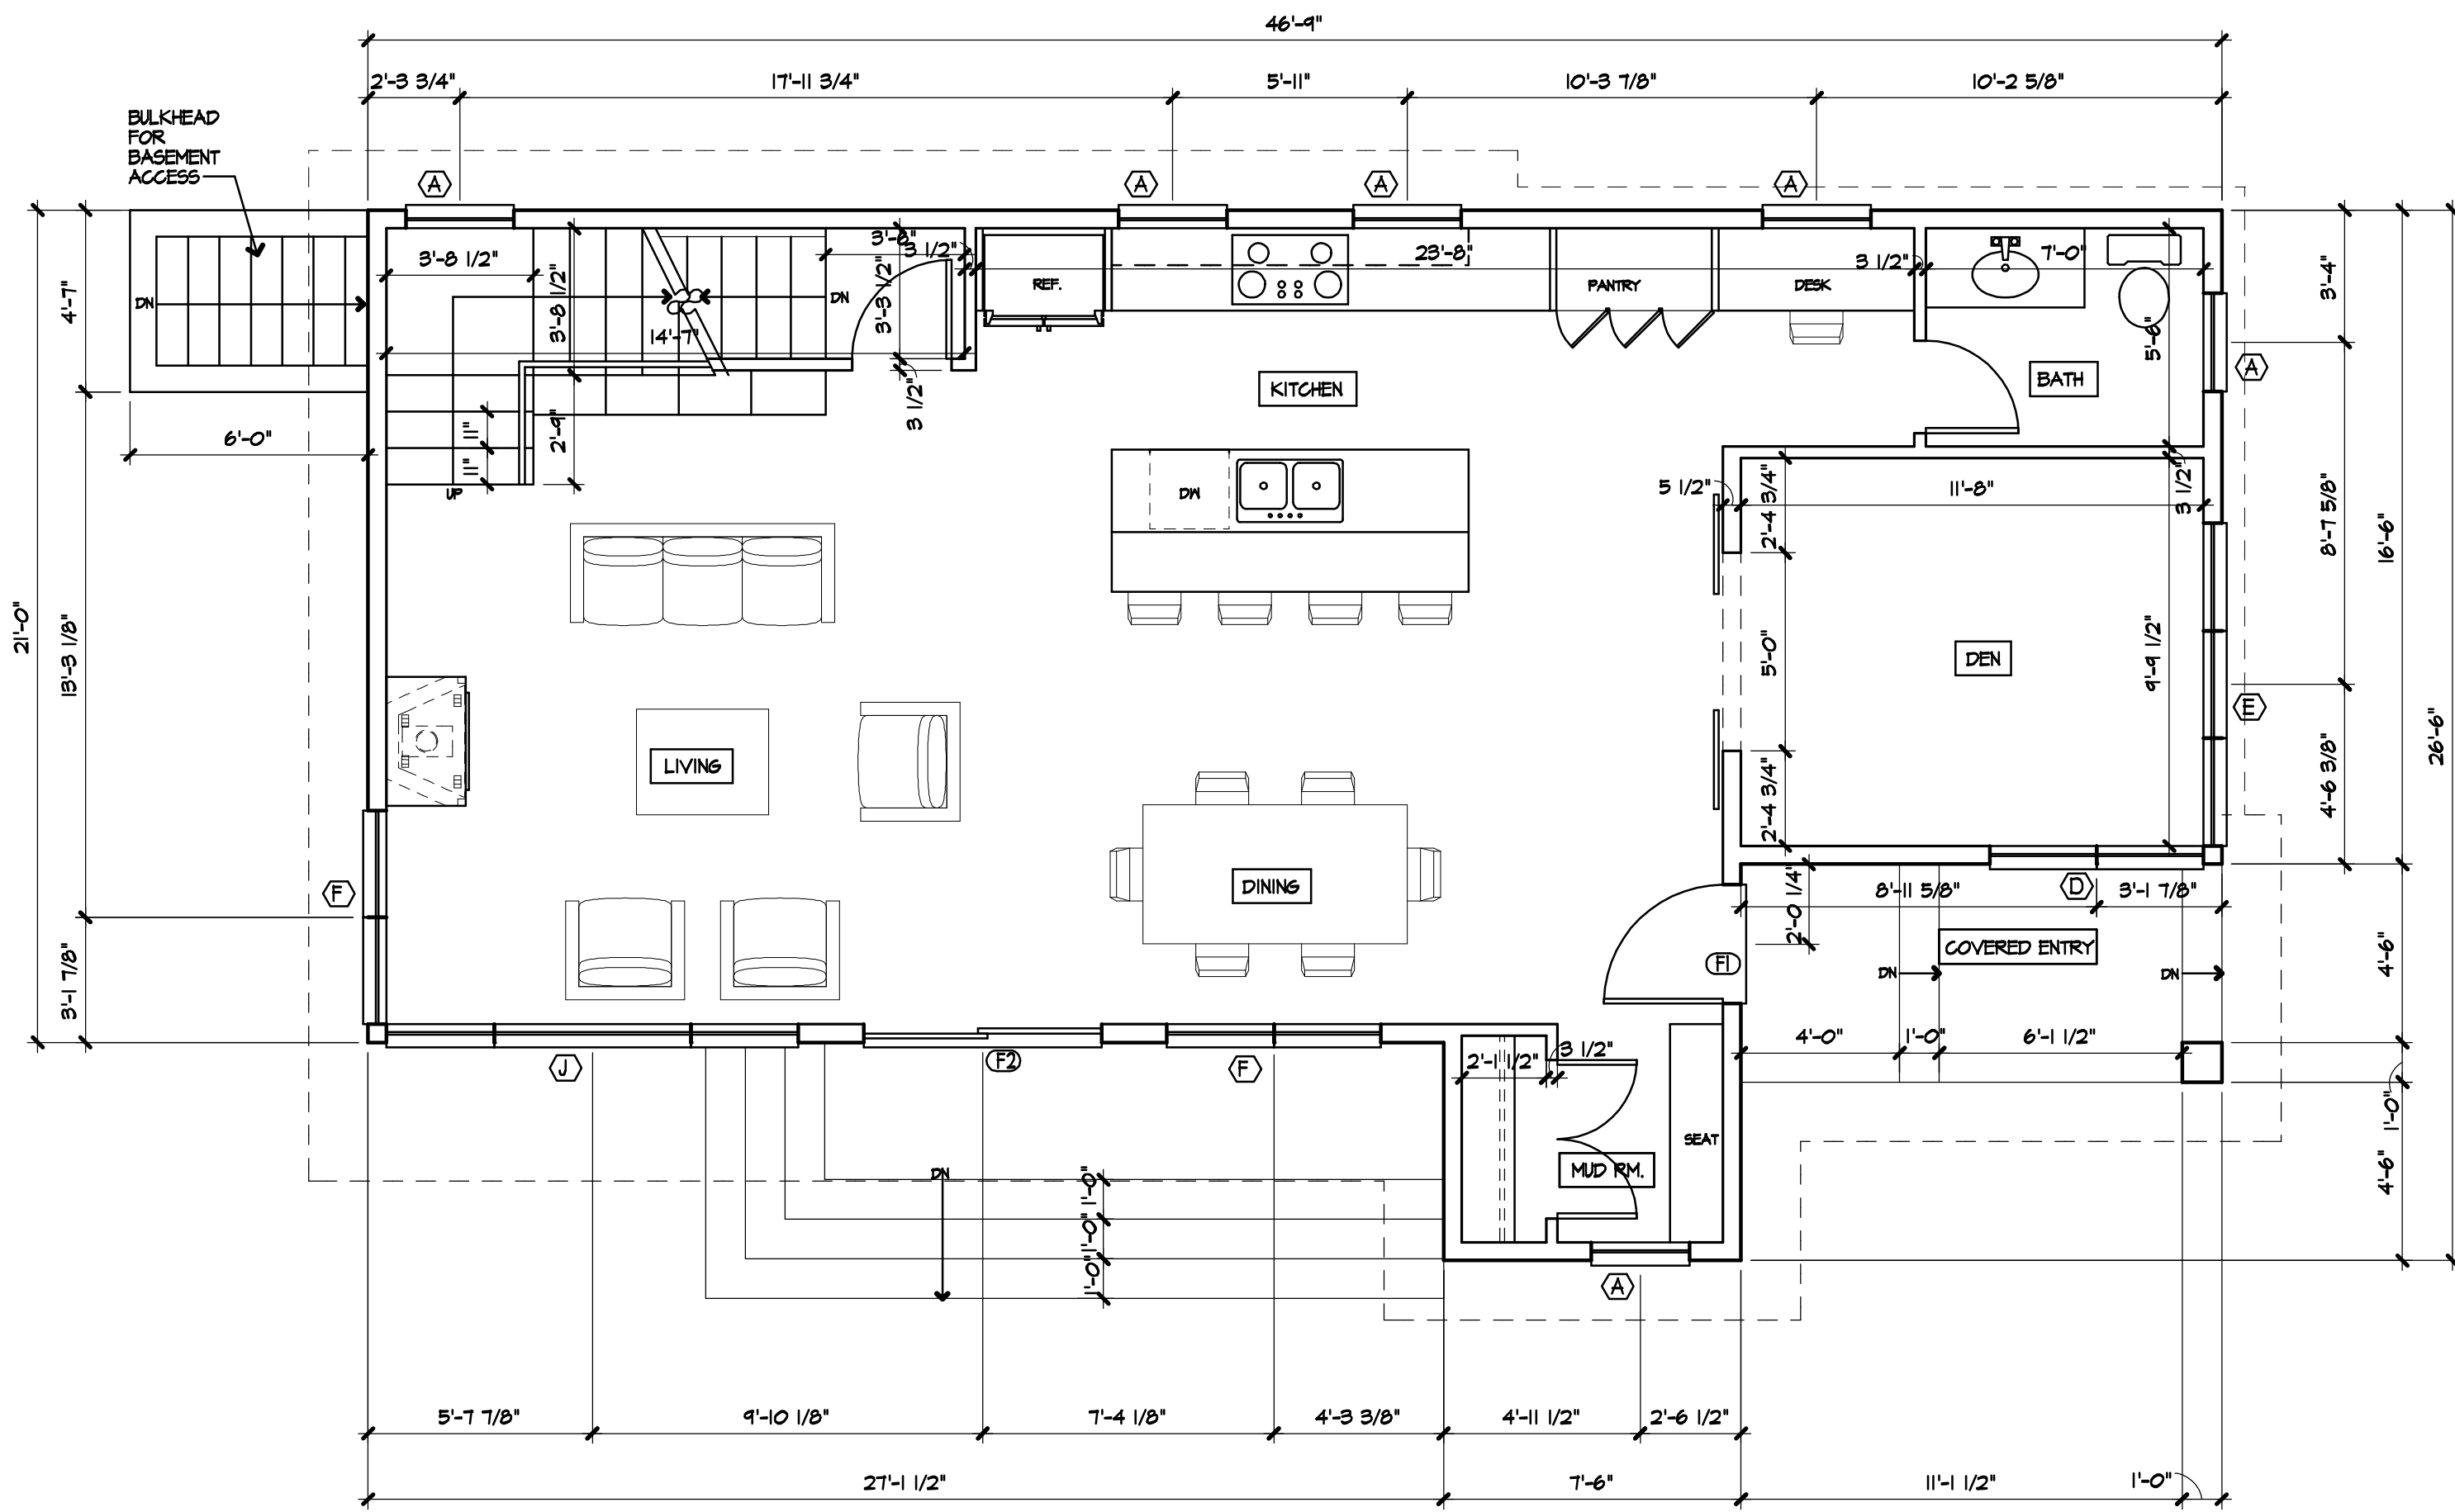 46'-9"
2'-3 3/4"
17'-11 3/4"
5'-11"
10'-3 7/8"
10'-2 5/8"
BULKHEAD
FOR
BASEMENT
ACCESS
A
A
A
A
3'-8"
3 1/2"
23'-8"
3 1/2"
7'-0"
3'-8 1/2"
3'-8 1/2"
3'-3 1/2"
DN
DN
REF.
PANTRY
DESK
4'-7"
3'-4"
14'-7"
5'-6"
A
KITCHEN
BATH
3 1/2"
6'-0"
11"
11"
2'-9"
UP
DW
5 1/2"
2'-4 3/4"
11'-8"
3 1/2"
8'-7 5/8"
16'-6"
21'-0"
13'-3 1/8"
5'-0"
9'-9 1/2"
DEN
E
26'-6"
LIVING
2'-4 3/4"
4'-6 3/8"
F
DINING
8'-11 5/8"
D
3'-1 7/8"
2'-0 1/4"
COVERED ENTRY
F1
DN
DN
3'-1 7/8"
4'-6"
4'-0"
1'-0"
6'-1 1/2"
J
F2
F
2'-1 1/2"
3 1/2"
1'-0"
SEAT
MUD RM.
DN
1'-0"
1'-0"
1'-0"
4'-6"
A
5'-7 7/8"
9'-10 1/8"
7'-4 1/8"
4'-3 3/8"
4'-11 1/2"
2'-6 1/2"
27'-1 1/2"
7'-6"
11'-1 1/2"
1'-0"